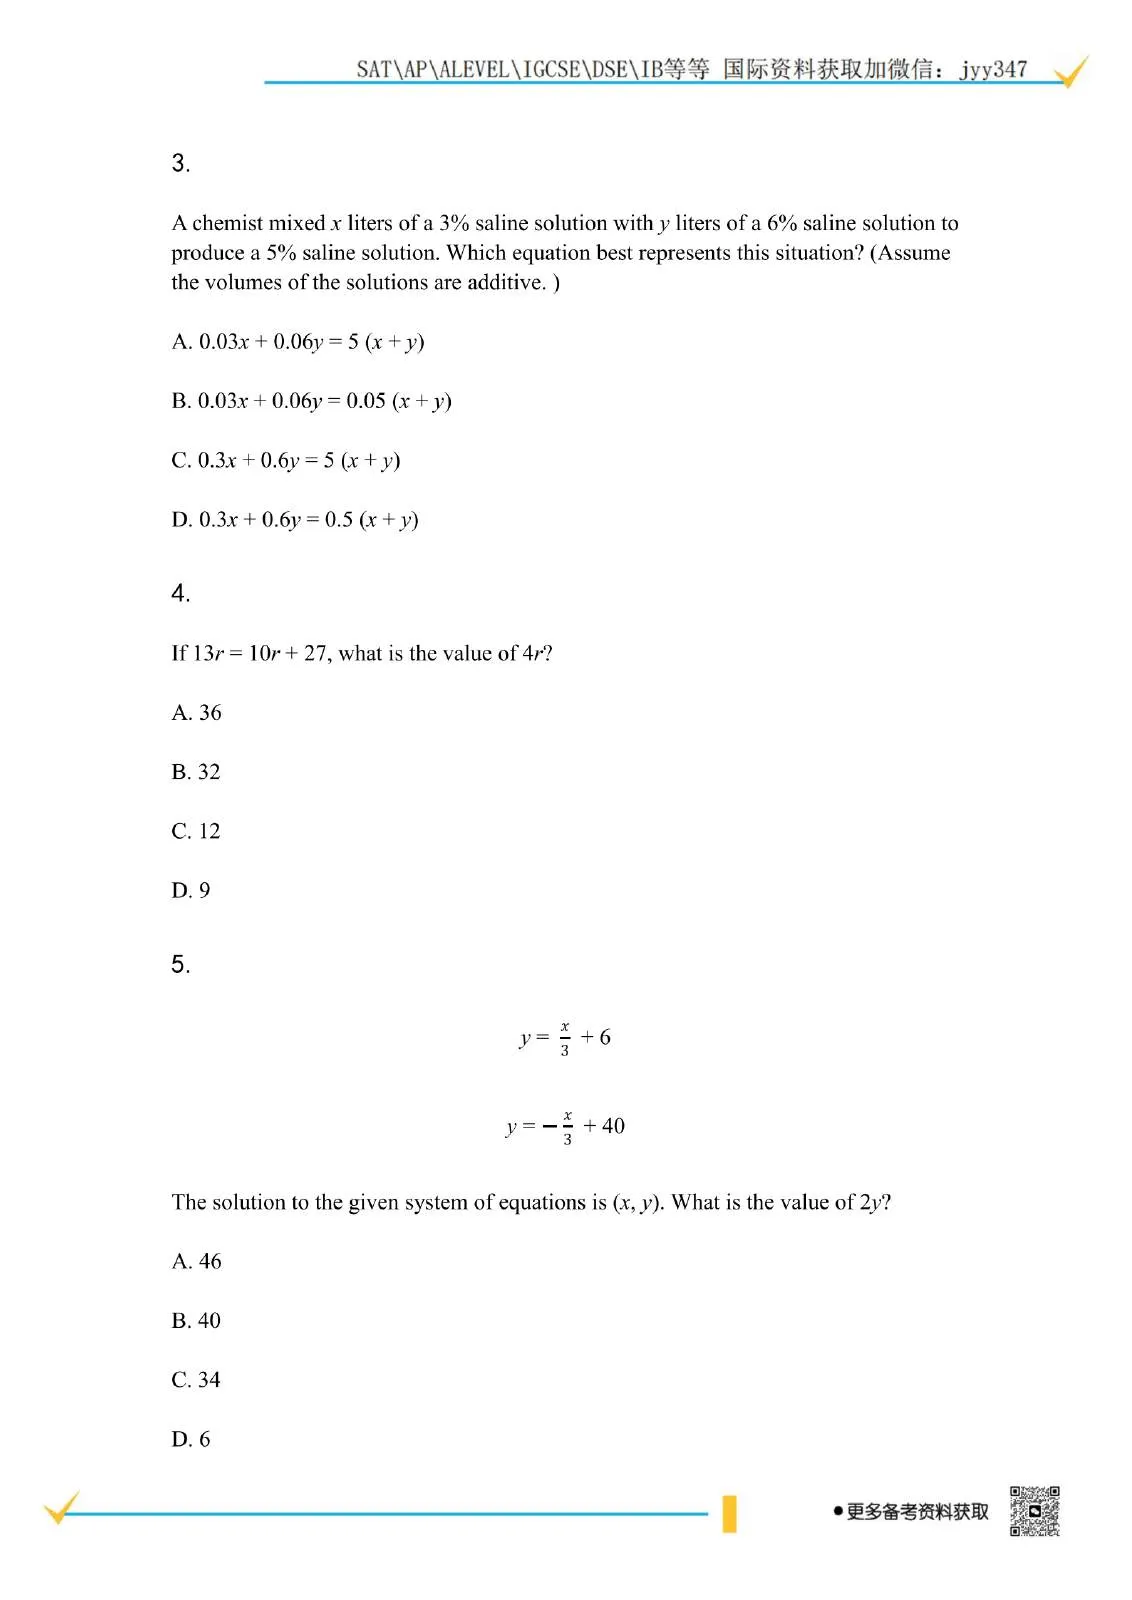 SAT\AP\ALEVEL\IGCSE\DSE\IB等等 国际资料获取加微信：jyy347
3.
A chemist mixed x liters of a 3% saline solution with y liters of a 6% saline solution to
produce a 5% saline solution. Which equation best represents this situation? (Assume
the volumes of the solutions are additive. )
A. 0.03x + 0.06y = 5 (x + y)
B. 0.03x + 0.06y = 0.05 (x + y)
C. 0.3x + 0.6y = 5 (x + y)
D. 0.3x + 0.6y = 0.5 (x + y)
4.
If 13r = 10r + 27, what is the value of 4r?
A. 36
B. 32
C. 12
D. 9
5.
y = x/3 + 6
y = −x/3 + 40
The solution to the given system of equations is (x, y). What is the value of 2y?
A. 46
B. 40
C. 34
D. 6
●更多备考资料获取